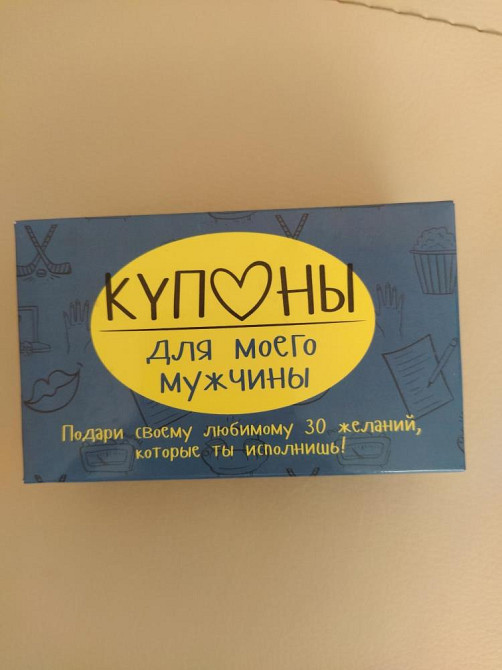 КУПОНЫ
для моего
мужчины
Подари своему любимому 30 желаний,
которые ты исполнишь!